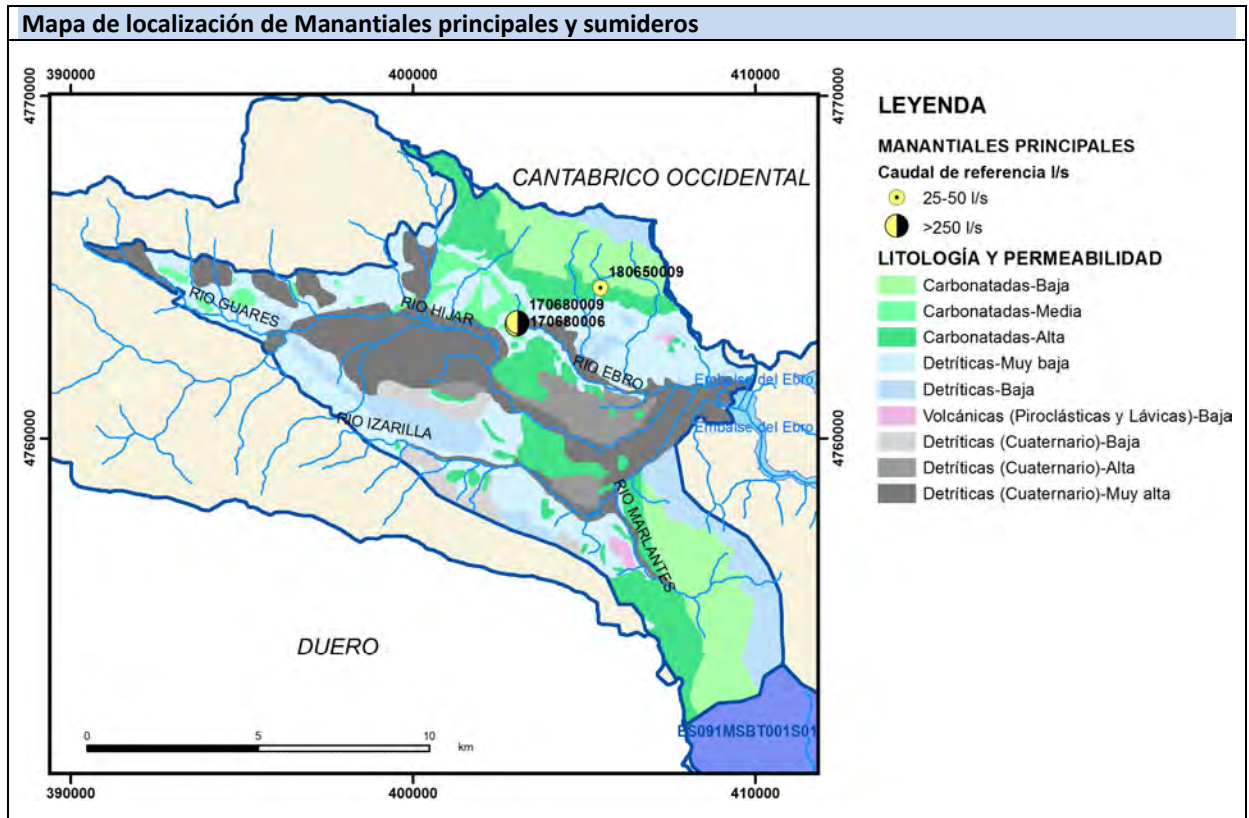 Mapa de localización de Manantiales principales y sumideros
390000
400000
410000
4770000
4770000
CANTABRICO OCCIDENTAL
180650009
170680009
170680006
RIO GUARES
RIO HIJAR
RIO EBRO
Embalse del Ebro
Embalse del Ebro
RIO IZARILLA
RIO MARLANTES
4760000
4760000
DUERO
ES091MSBT001S01
0
5
10
km
390000
400000
410000
LEYENDA
MANANTIALES PRINCIPALES
Caudal de referencia l/s
25-50 l/s
>250 l/s
LITOLOGÍA Y PERMEABILIDAD
Carbonatadas-Baja
Carbonatadas-Media
Carbonatadas-Alta
Detríticas-Muy baja
Detríticas-Baja
Volcánicas (Piroclásticas y Lávicas)-Baja
Detríticas (Cuaternario)-Baja
Detríticas (Cuaternario)-Alta
Detríticas (Cuaternario)-Muy alta